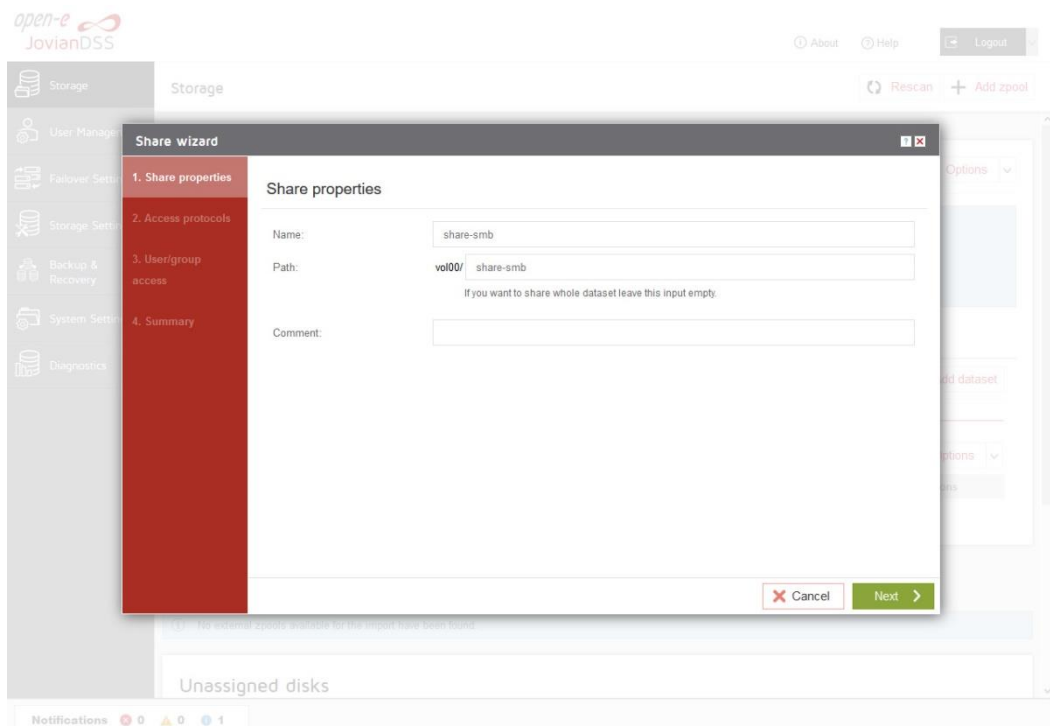 open-e
JovianDSS
About
Help
Logout
Storage
Storage
Rescan
Add zpool
User Manage
Share wizard
Failover Setti
1. Share properties
Share properties
Options
2. Access protocols
Name:
share-smb
Storage Settin
3. User/group
access
Path:
vol00/ share-smb
Backup &
Recovery
If you want to share whole dataset leave this input empty.
System Settin
4. Summary
Comment:
Diagnostics
dd dataset
ptions
ons
Cancel
Next
No external zpools available for the import have been found.
Unassigned disks
Notifications 0 0 1